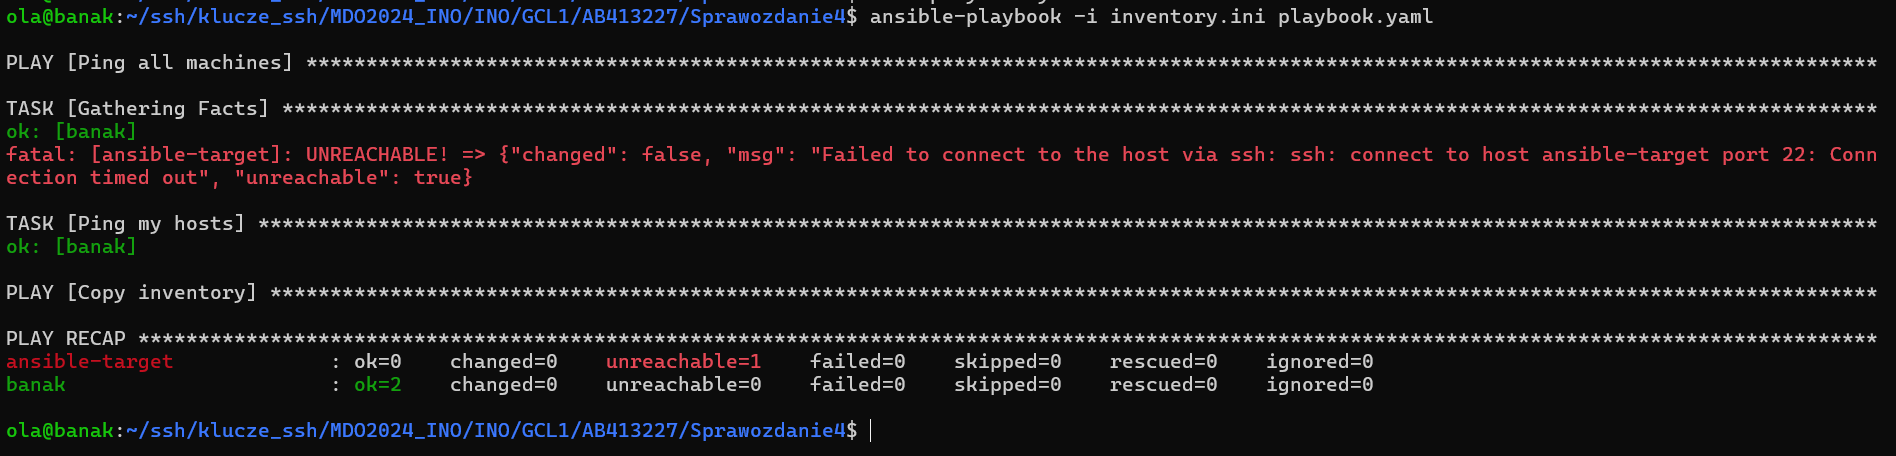 ola@banak:~/ssh/klucze_ssh/MDO2024_INO/INO/GCL1/AB413227/Sprawozdanie4$ ansible-playbook -i inventory.ini playbook.yaml
PLAY [Ping all machines] ***********************************************************************************************************************************
TASK [Gathering Facts] *************************************************************************************************************************************
ok: [banak]
fatal: [ansible-target]: UNREACHABLE! => {"changed": false, "msg": "Failed to connect to the host via ssh: ssh: connect to host ansible-target port 22: Conn
ection timed out", "unreachable": true}
TASK [Ping my hosts] ***************************************************************************************************************************************
ok: [banak]
PLAY [Copy inventory] **************************************************************************************************************************************
PLAY RECAP *************************************************************************************************************************************************
ansible-target             : ok=0    changed=0    unreachable=1    failed=0    skipped=0    rescued=0    ignored=0
banak                      : ok=2    changed=0    unreachable=0    failed=0    skipped=0    rescued=0    ignored=0
ola@banak:~/ssh/klucze_ssh/MDO2024_INO/INO/GCL1/AB413227/Sprawozdanie4$